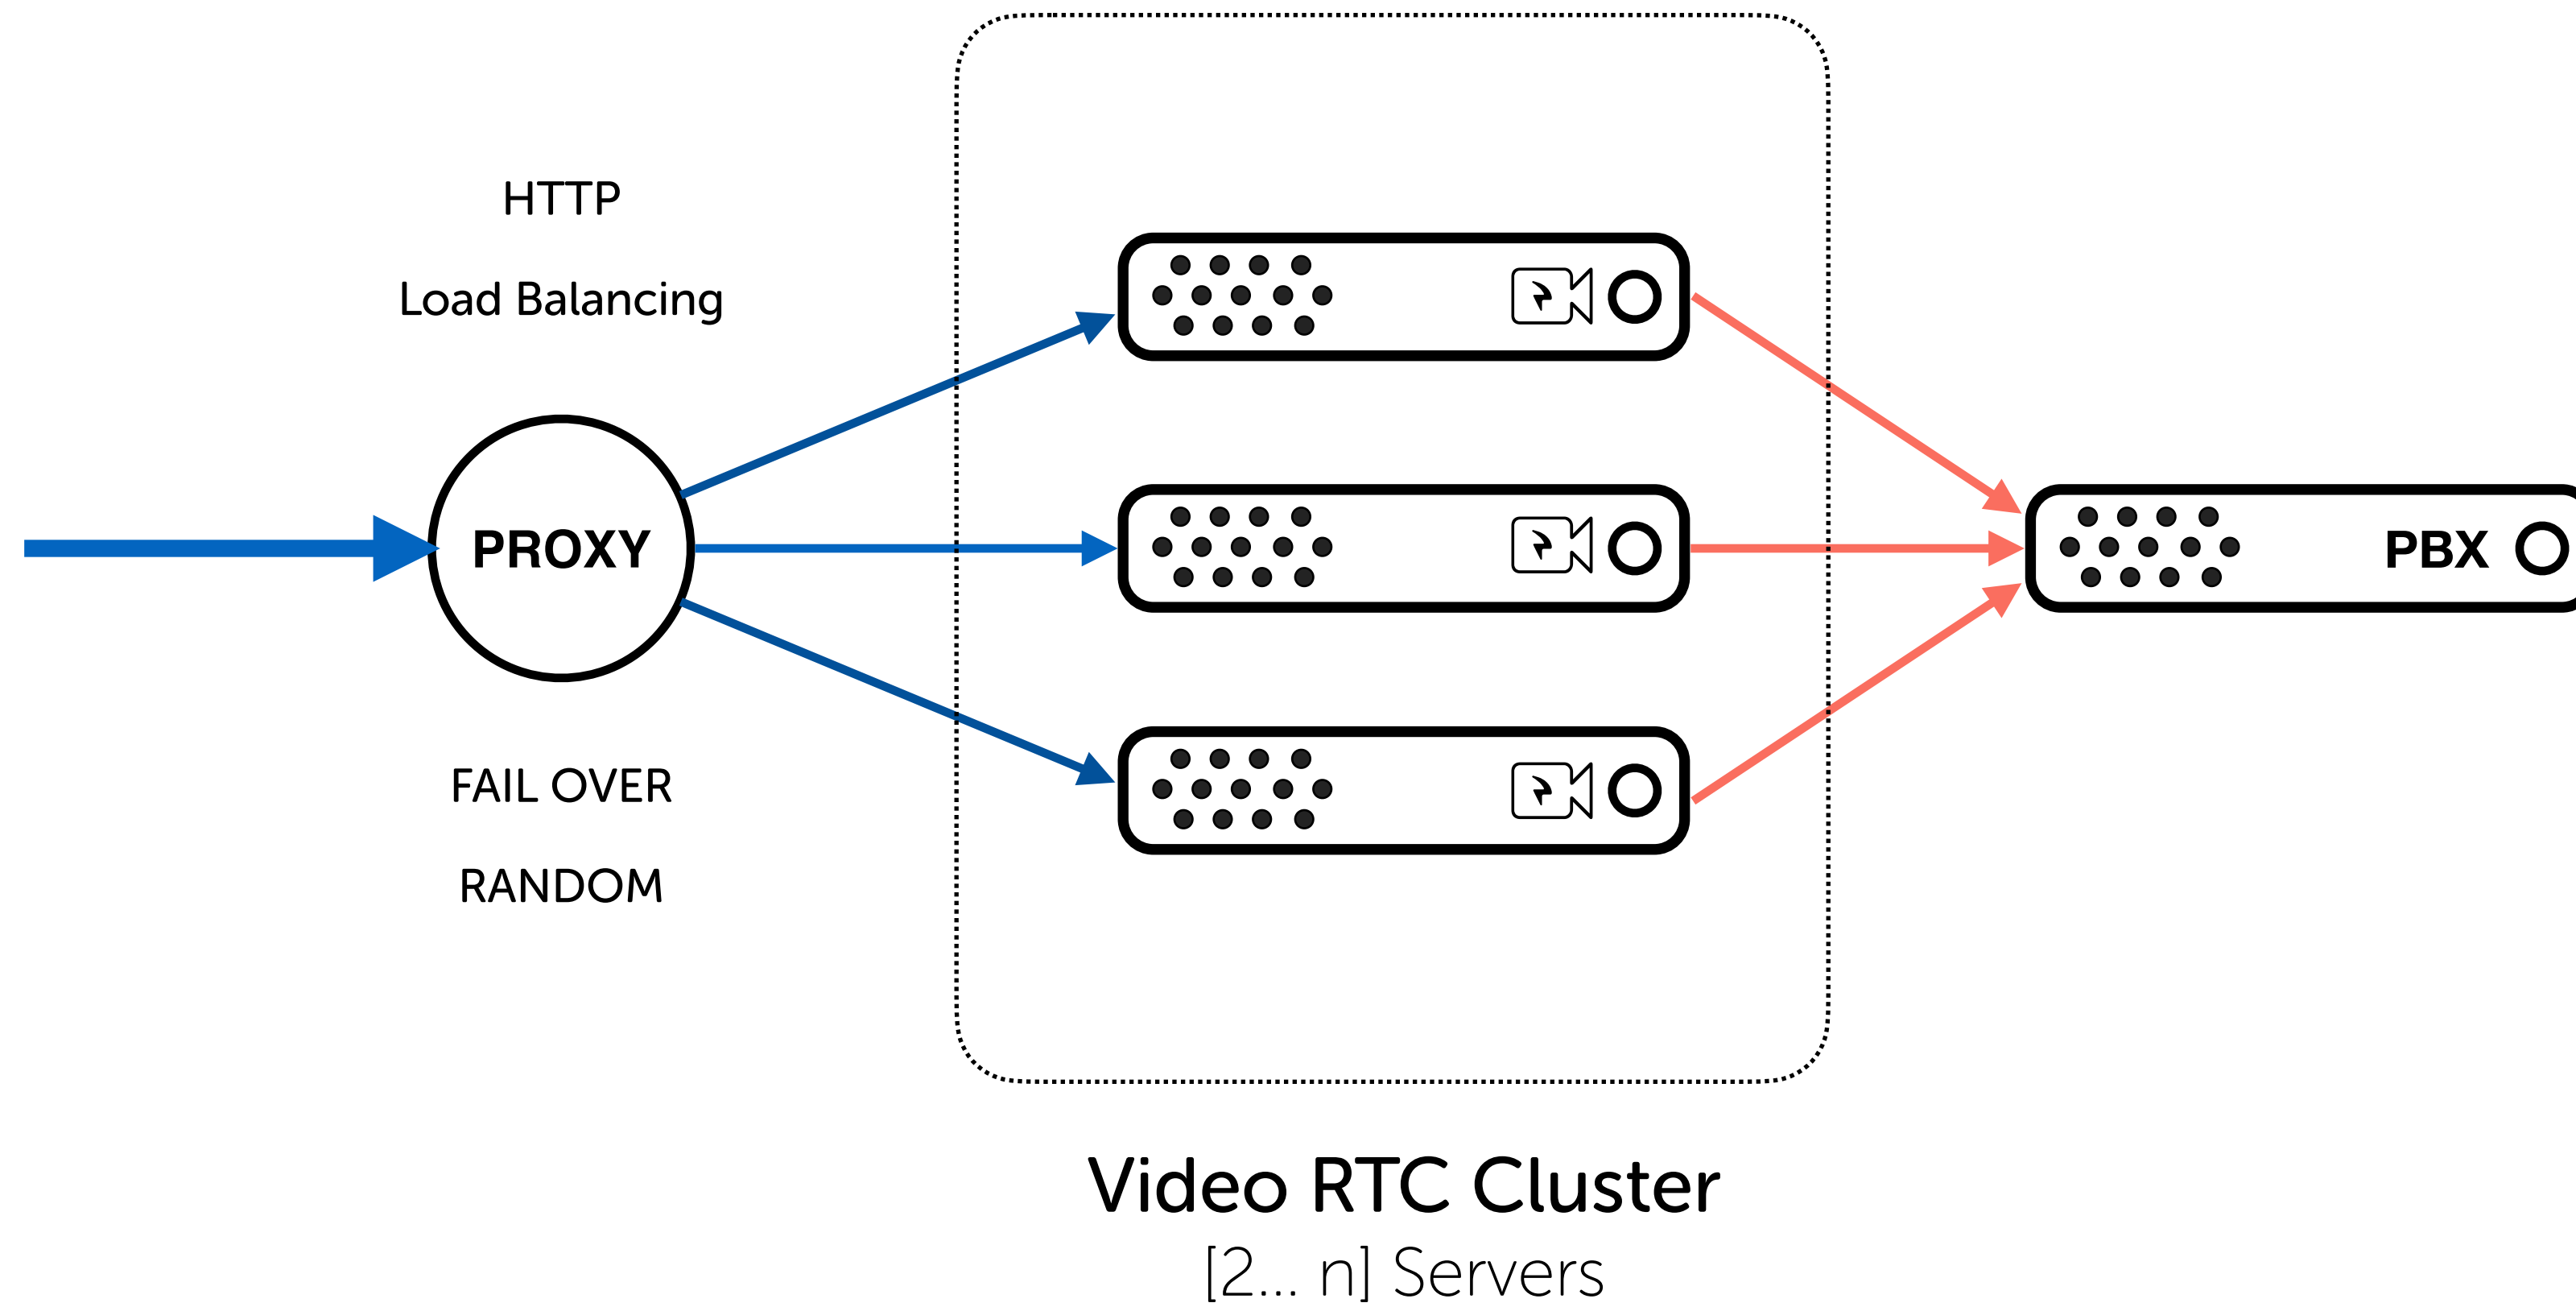 HTTP
Load Balancing
PROXY
FAIL OVER
RANDOM
PBX
Video RTC Cluster
[2... n] Servers